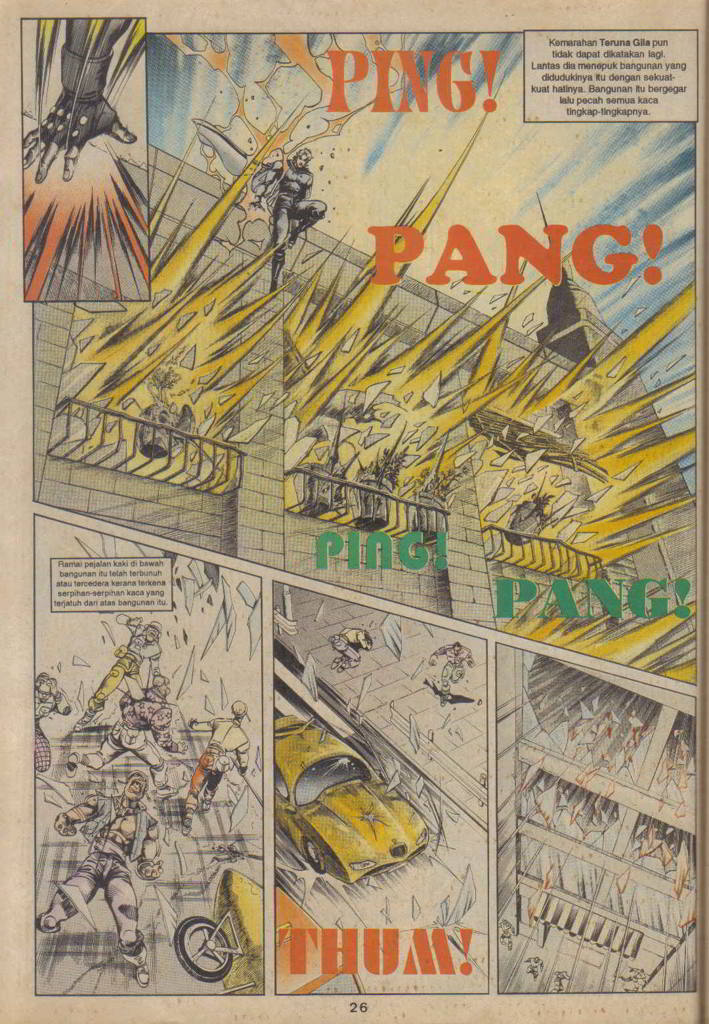 PING!
Kemarahan Teruna Gila pun
tidak dapat dikatakan lagi.
Lantas dia menepuk bangunan yang
didudukinya itu dengan sekuat-
kuat hatinya. Bangunan itu bergegar
lalu pecah semua kaca
tingkap-tingkapnya.
PANG!
PING!
PANG!
Ramai pejalan kaki di bawah
bangunan itu telah terbunuh
atau tercedera kerana terkena
serpihan-serpihan kaca yang
terjatuh dari atas bangunan itu.
THUM!
26